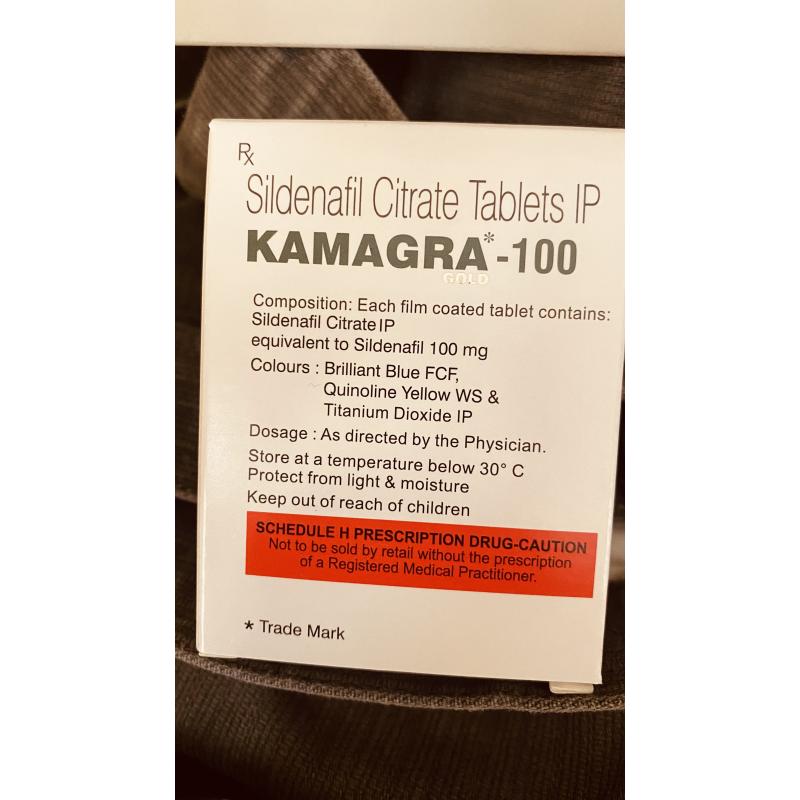 Rx
Sildenafil Citrate Tablets IP
KAMAGRA*-100
GOLD
Composition: Each film coated tablet contains:
Sildenafil Citrate IP
equivalent to Sildenafil 100 mg
Colours : Brilliant Blue FCF,
Quinoline Yellow WS &
Titanium Dioxide IP
Dosage : As directed by the Physician.
Store at a temperature below 30° C
Protect from light & moisture
Keep out of reach of children
SCHEDULE H PRESCRIPTION DRUG-CAUTION
Not to be sold by retail without the prescription
of a Registered Medical Practitioner.
* Trade Mark